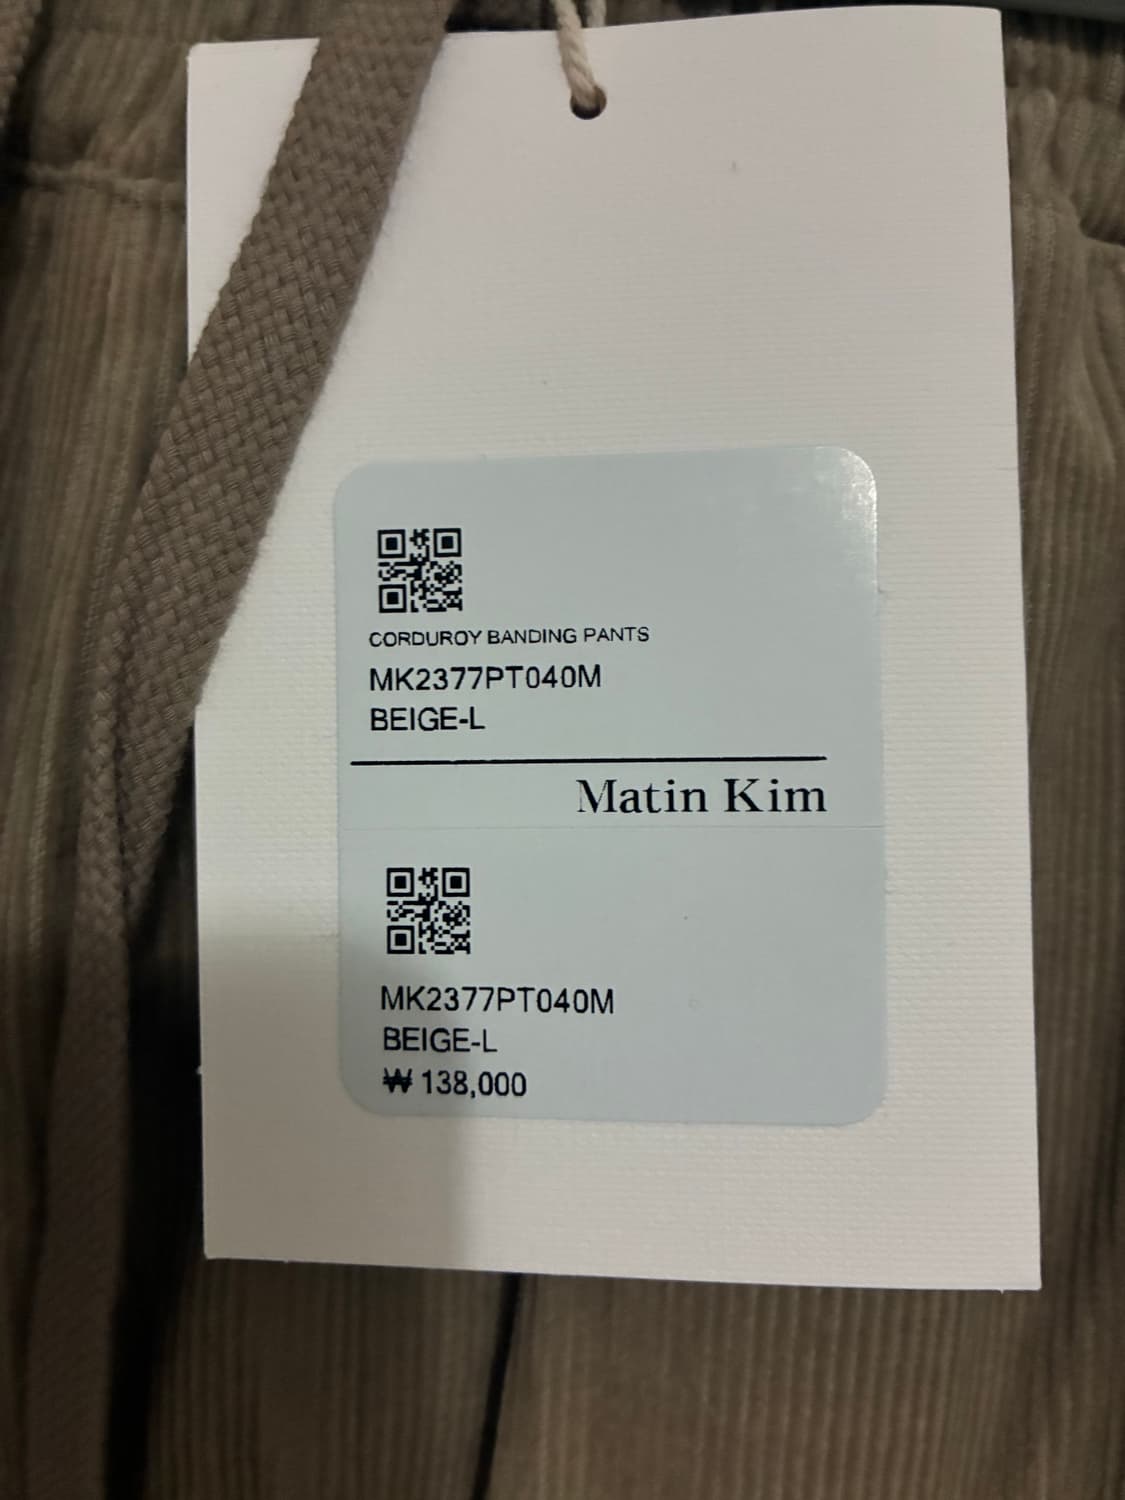 CORDUROY BANDING PANTS
MK2377PT040M
BEIGE-L
Matin Kim
MK2377PT040M
BEIGE-L
₩ 138,000